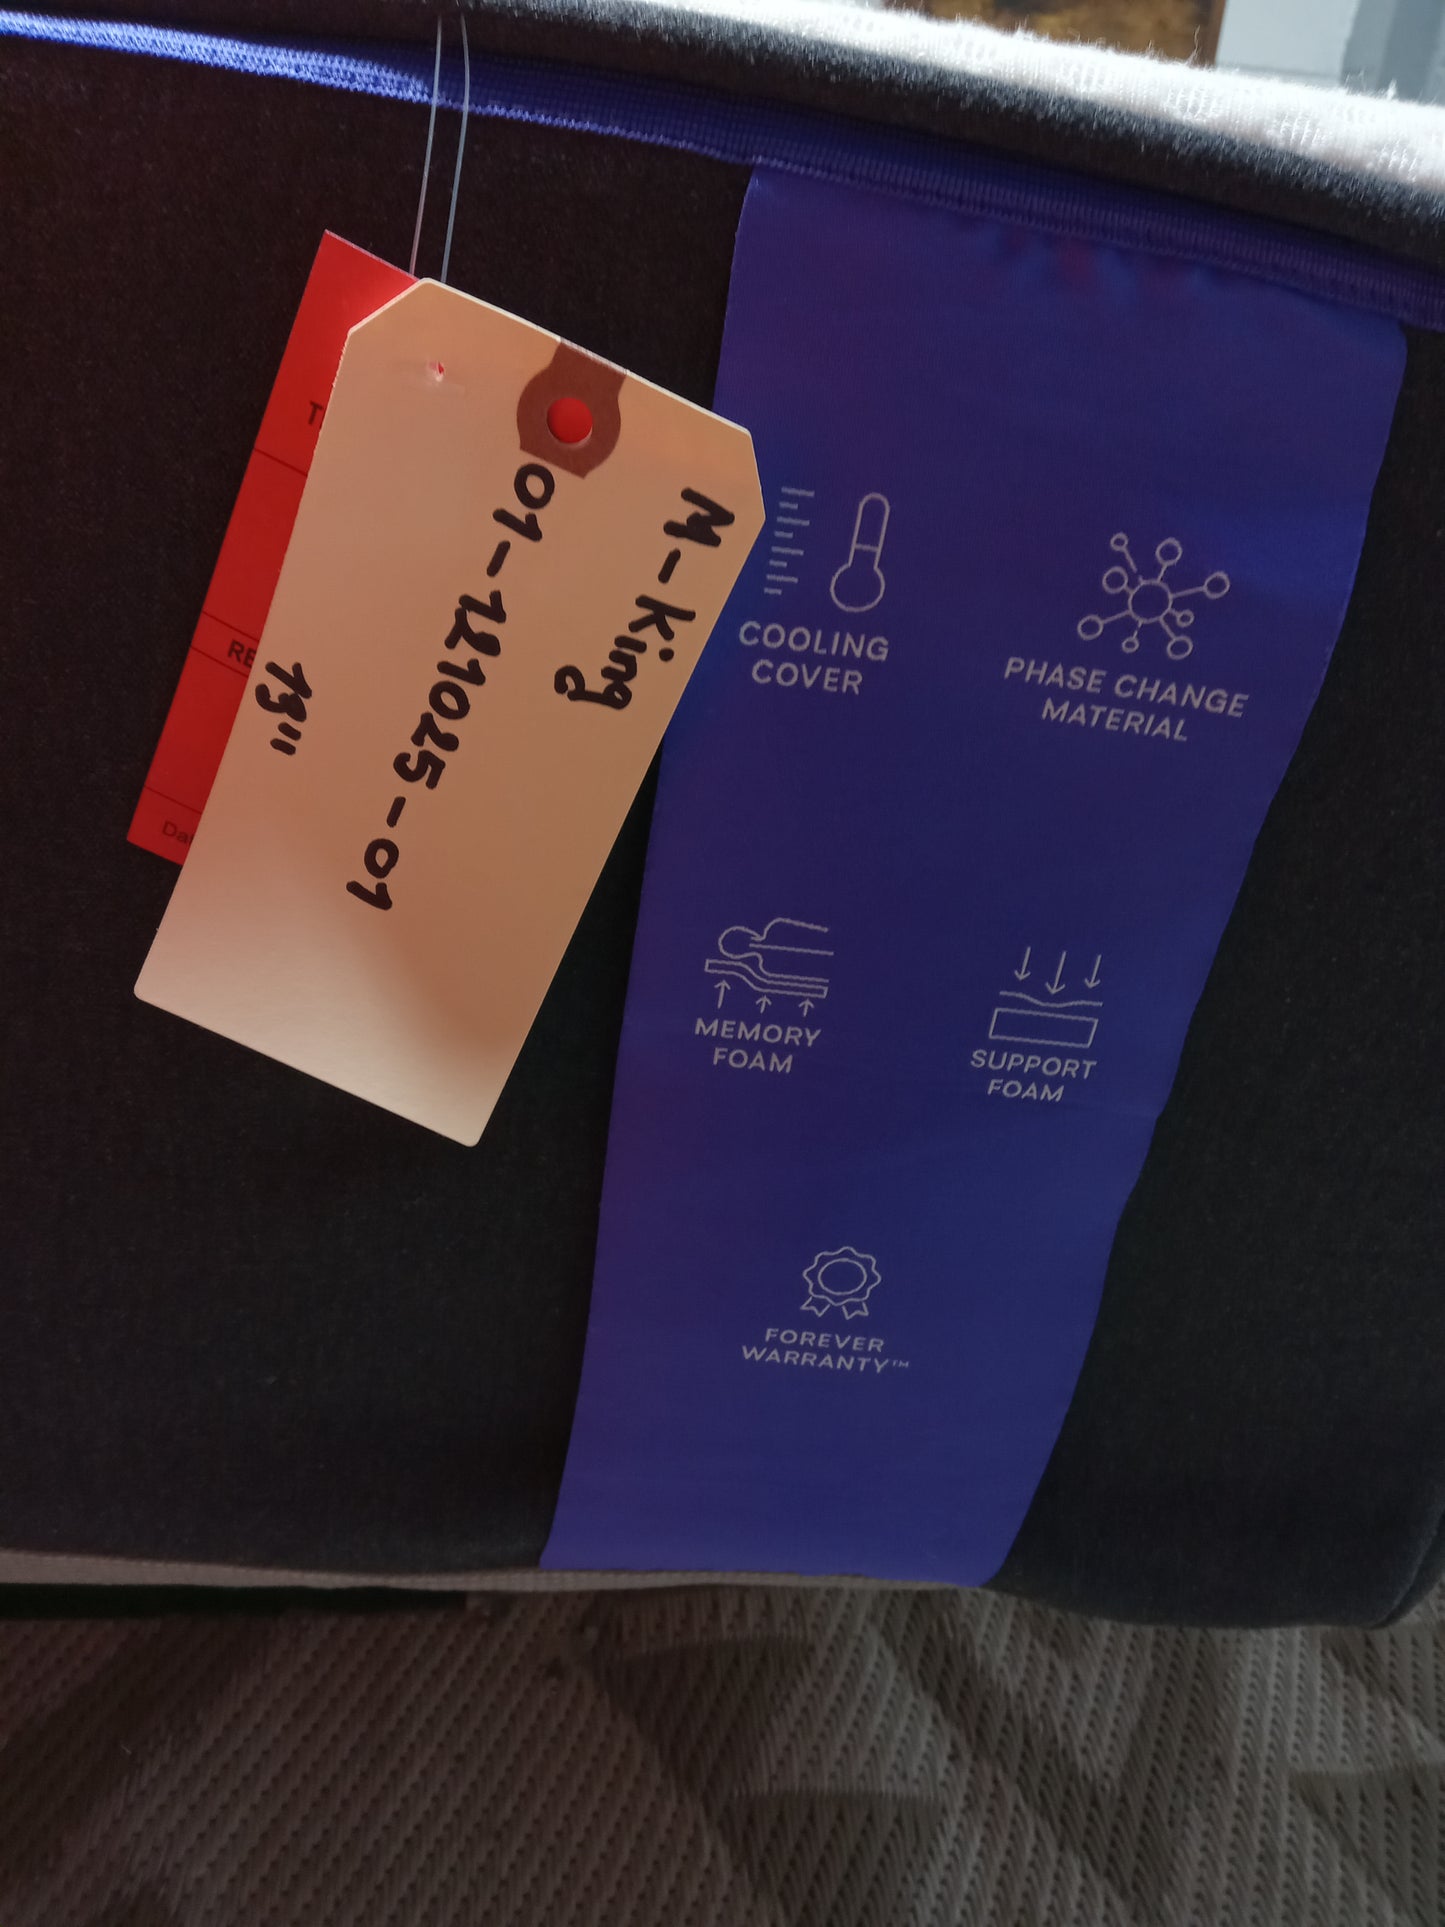 M-King
01-121025-01
13"
COOLING
COVER
PHASE CHANGE
MATERIAL
MEMORY
FOAM
SUPPORT
FOAM
FOREVER
WARRANTY™